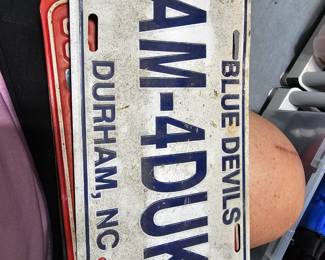 BLUE DEVILS
AM-4DUK
DURHAM, NC